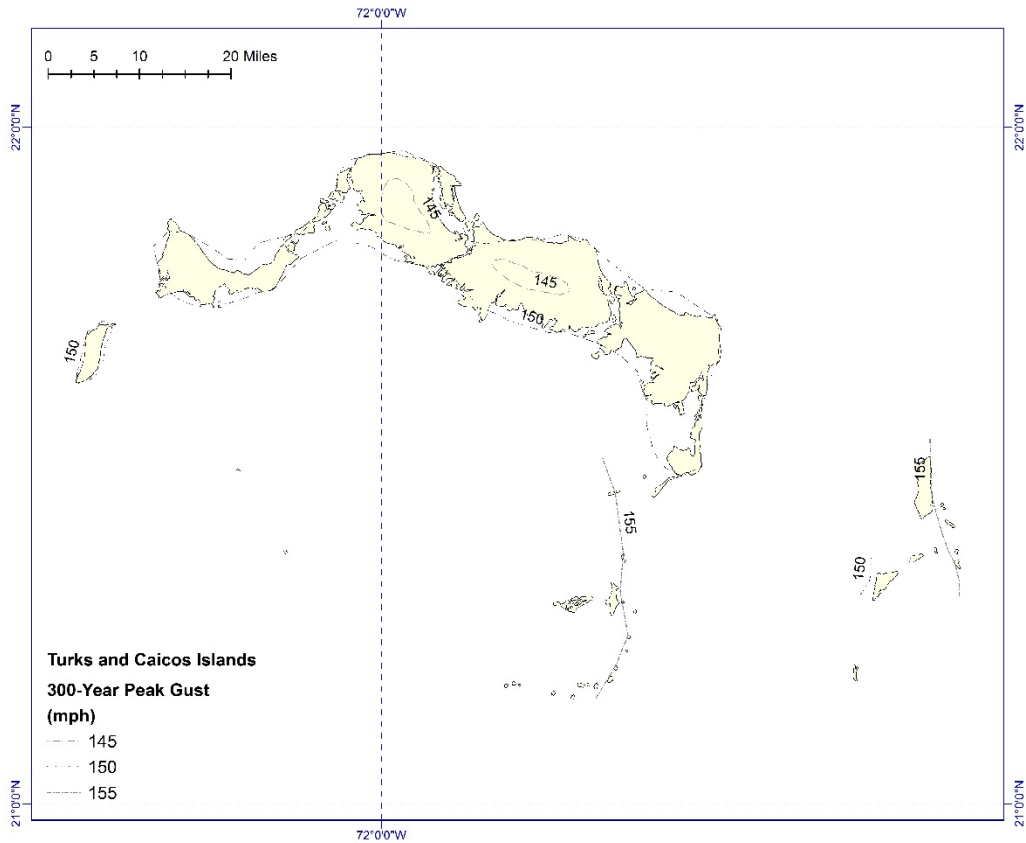 72°0'0"W
0 5 10 20 Miles
22°0'0"N
22°0'0"N
145
145
150
150
155
155
150
Turks and Caicos Islands
300-Year Peak Gust
(mph)
145
150
155
21°0'0"N
21°0'0"N
72°0'0"W